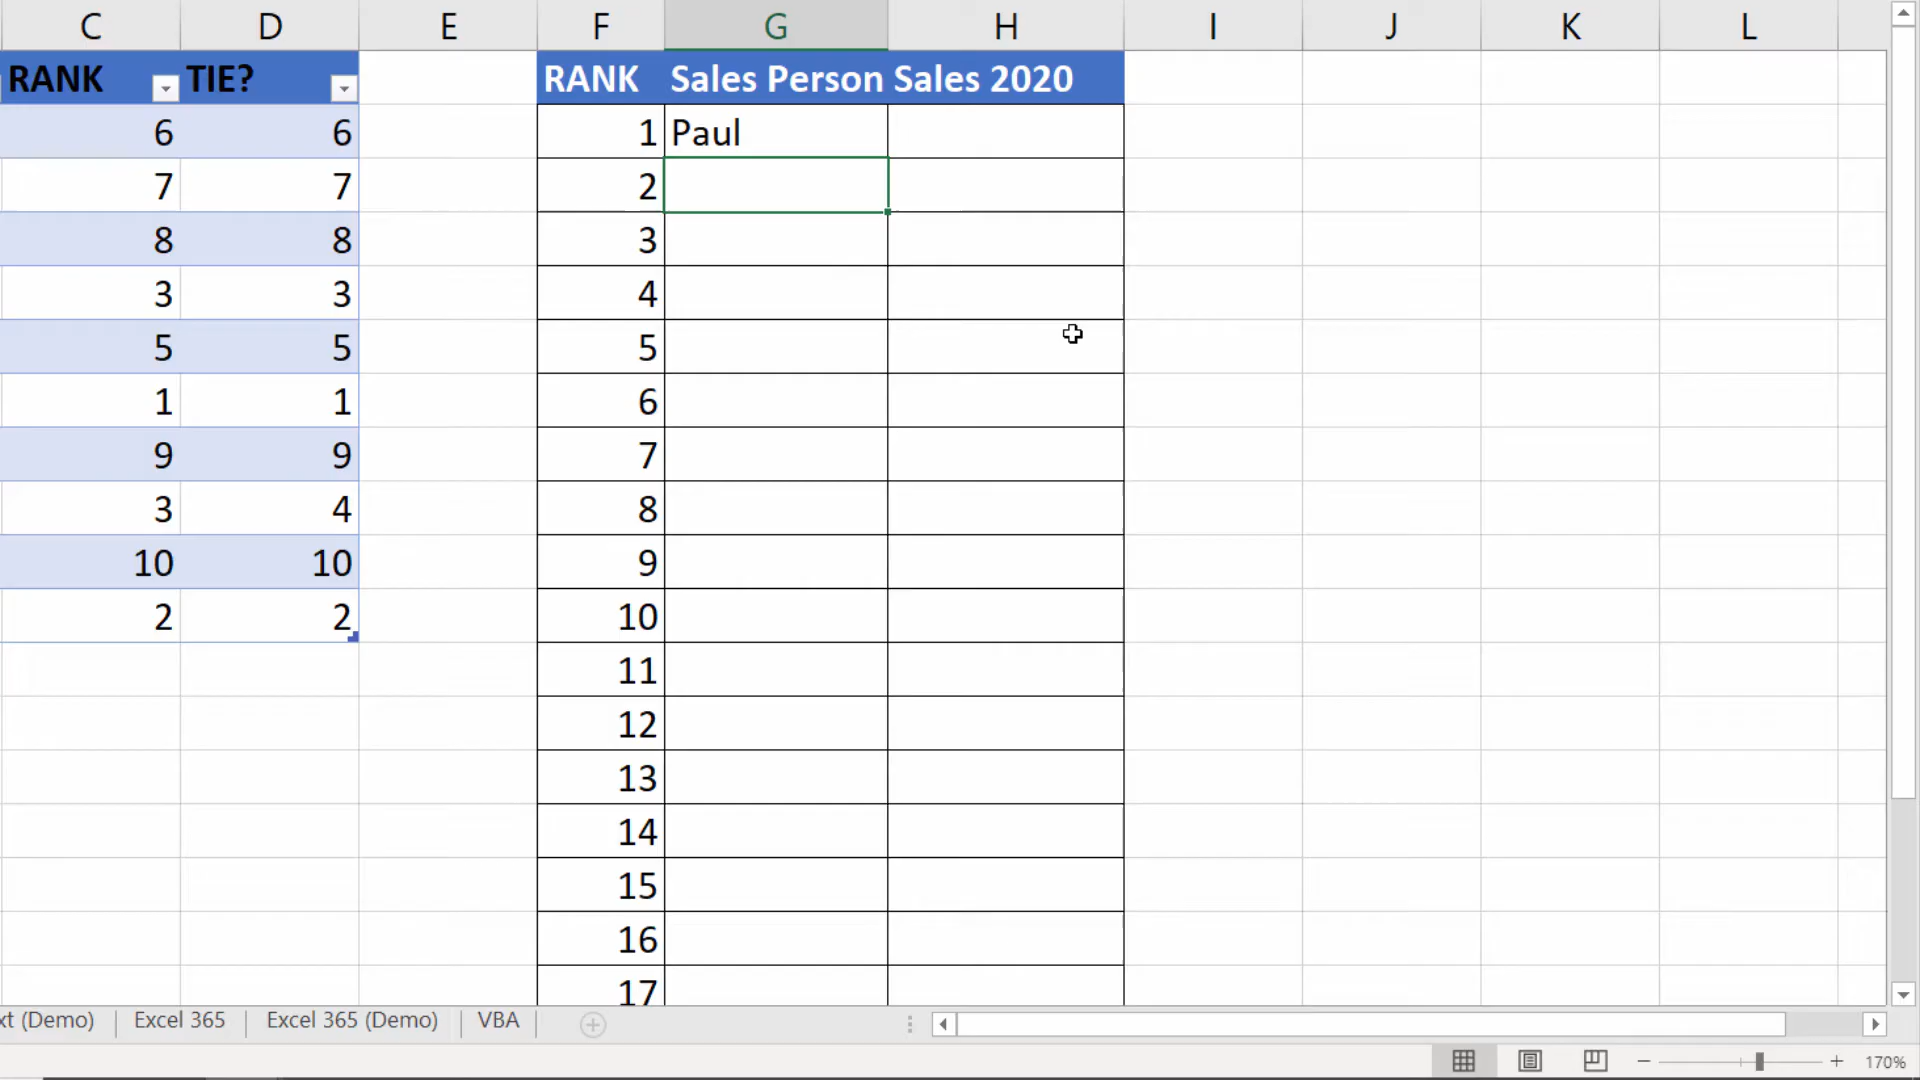 C D E F G H I J K L
RANK TIE? RANK Sales Person Sales 2020
6 6 1 Paul
7 7 2
8 8 3
3 3 4
5 5 5
1 1 6
9 9 7
3 4 8
10 10 9
2 2 10
11
12
13
14
15
16
17
xt (Demo) Excel 365 Excel 365 (Demo) VBA
170%